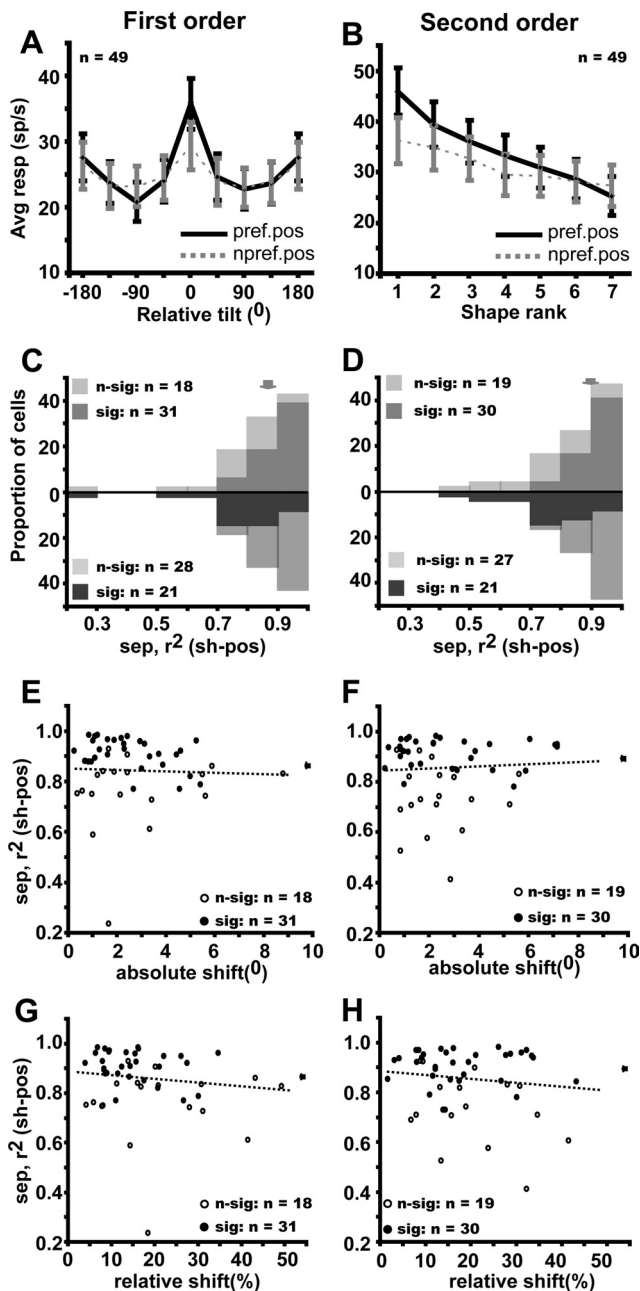 First order
Second order
A
n = 49
Avg resp (sp/s)
40
30
20
10
pref.pos
npref.pos
-180
-90
0
90
180
Relative tilt (0)
B
n = 49
50
40
30
20
10
pref.pos
npref.pos
1
2
3
4
5
6
7
Shape rank
C
n-sig: n = 18
sig: n = 31
Proportion of cells
40
20
0
20
40
n-sig: n = 28
sig: n = 21
0.3
0.5
0.7
0.9
sep, r2 (sh-pos)
D
n-sig: n = 19
sig: n = 30
40
20
0
20
40
n-sig: n = 27
sig: n = 21
0.3
0.5
0.7
0.9
sep, r2 (sh-pos)
E
sep, r2 (sh-pos)
1.0
0.8
0.6
0.4
0.2
n-sig: n = 18
sig: n = 31
0
2
4
6
8
10
absolute shift(0)
F
1.0
0.8
0.6
0.4
0.2
n-sig: n = 19
sig: n = 30
0
2
4
6
8
10
absolute shift(0)
G
sep, r2 (sh-pos)
1.0
0.8
0.6
0.4
0.2
n-sig: n = 18
sig: n = 31
0
10
20
30
40
50
relative shift(%)
H
1.0
0.8
0.6
0.4
0.2
n-sig: n = 19
sig: n = 30
0
10
20
30
40
50
relative shift(%)